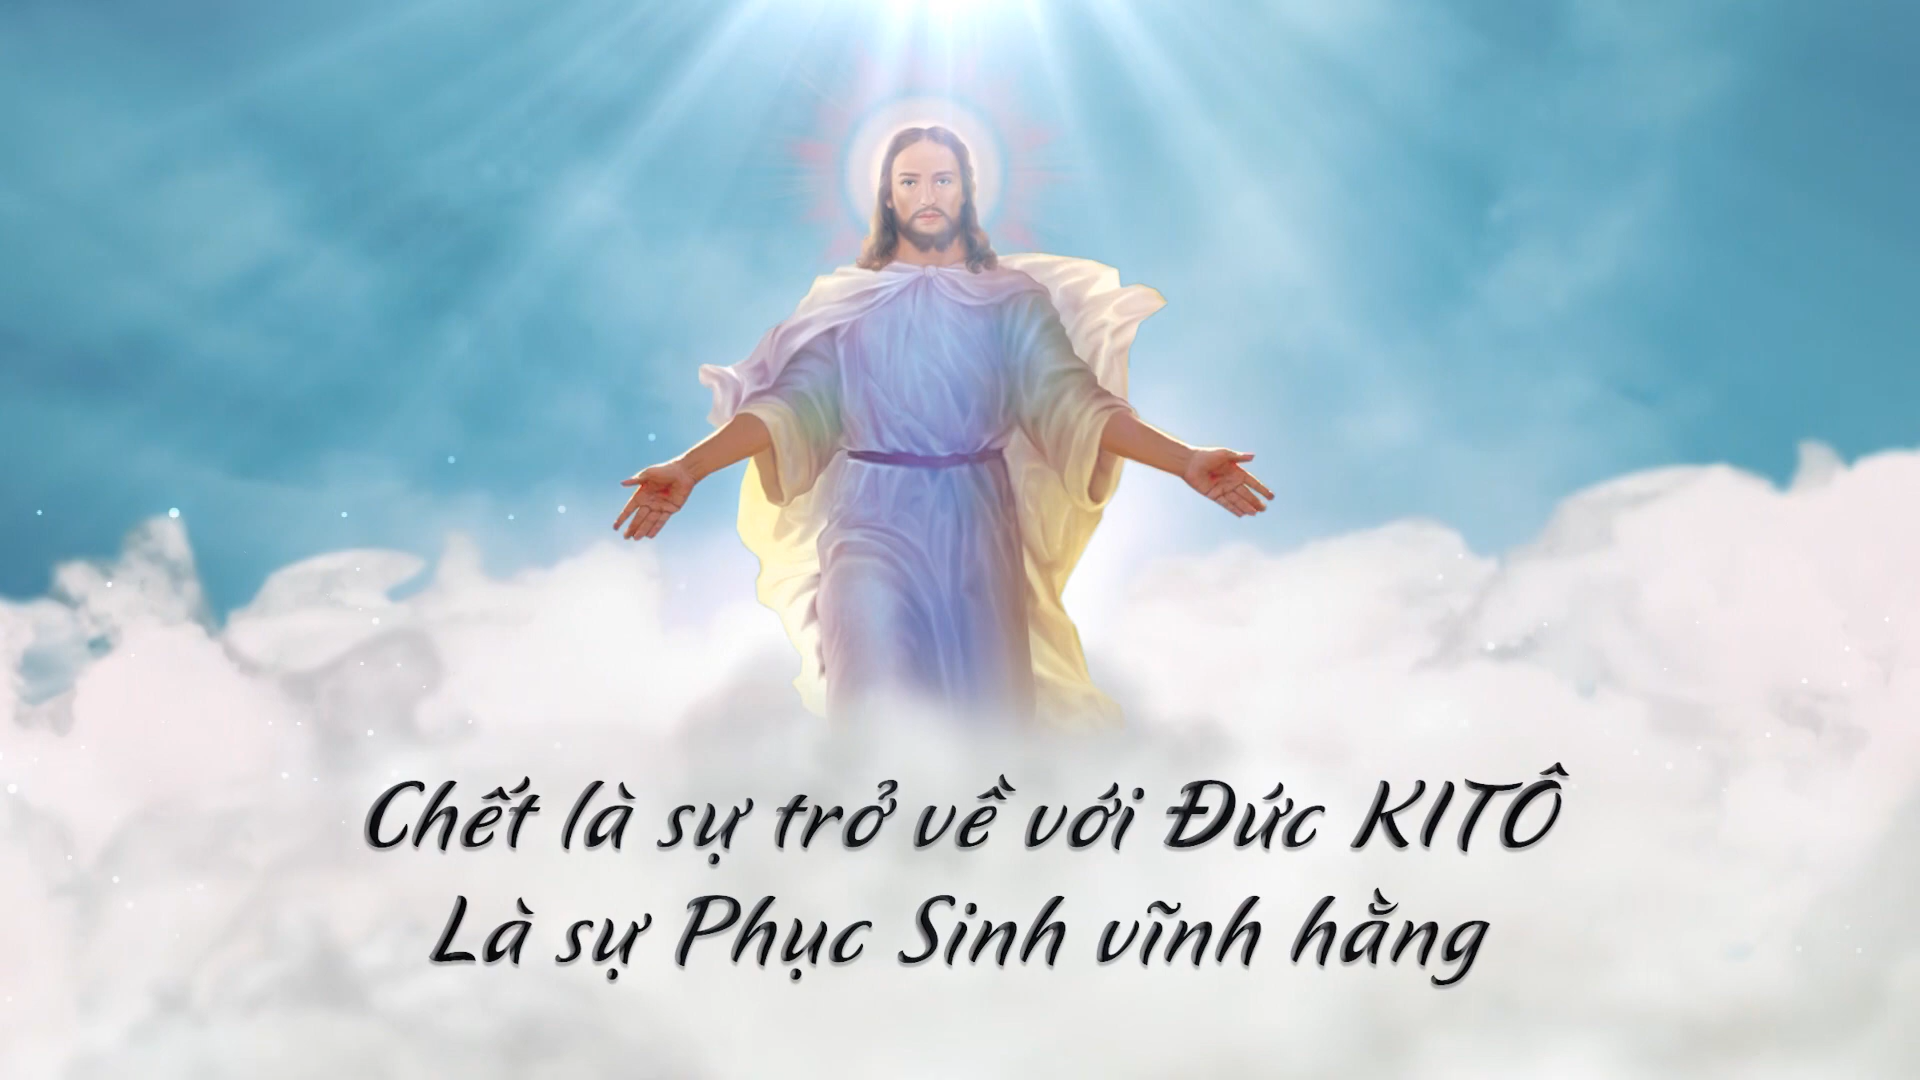 Chết là sự trở về với Đức KITÔ
Là sự Phục Sinh vĩnh hằng